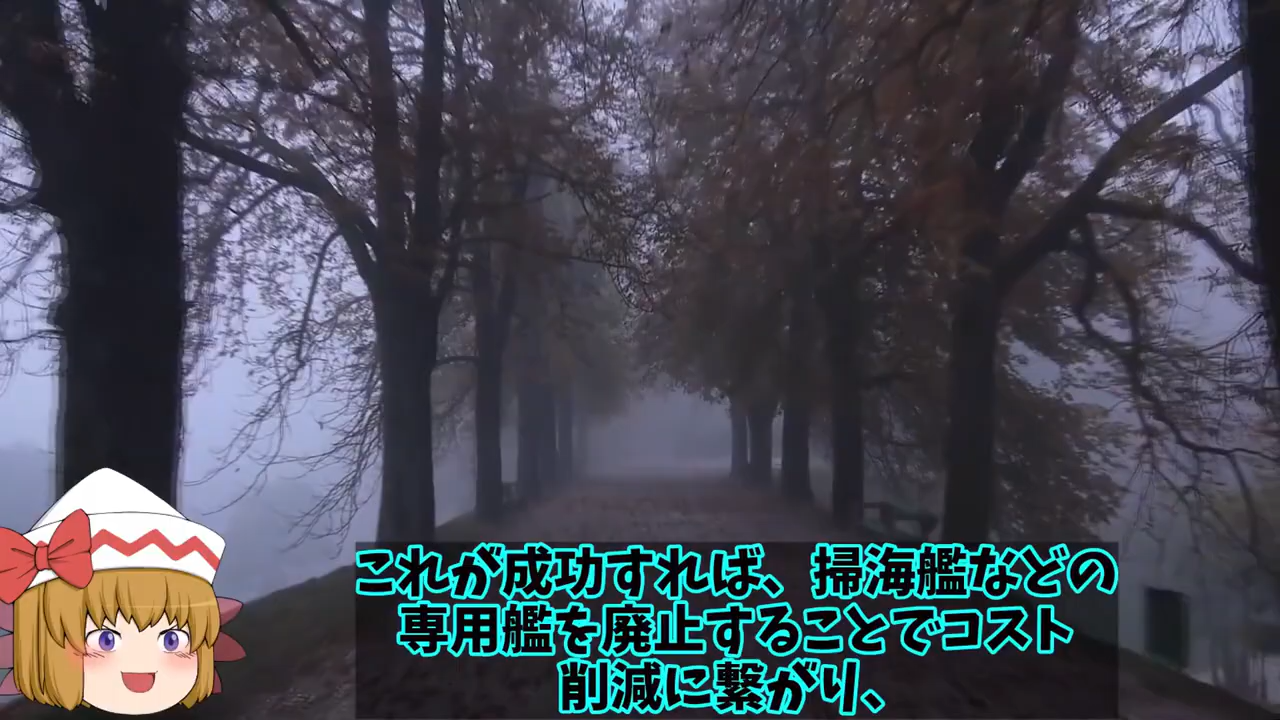 これが成功すれば、掃海艦などの
専用艦を廃止することでコスト
削減に繋がり、